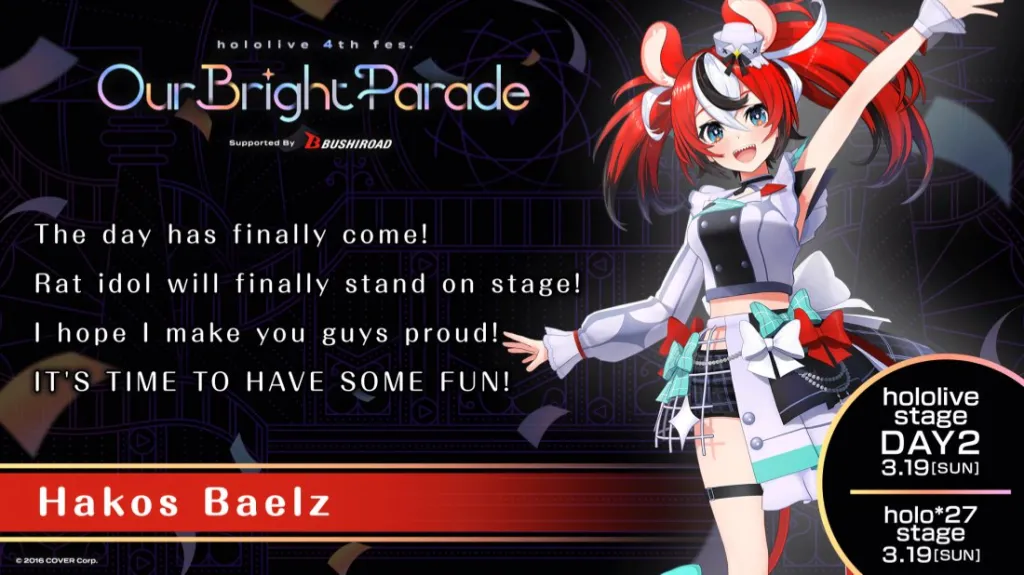 hololive 4th fes.
Our Bright Parade
Supported By BUSHIROAD
The day has finally come!
Rat idol will finally stand on stage!
I hope I make you guys proud!
IT'S TIME TO HAVE SOME FUN!
Hakos Baelz
© 2016 COVER Corp.
hololive
stage
DAY2
3.19[SUN]
holo*27
stage
3.19[SUN]